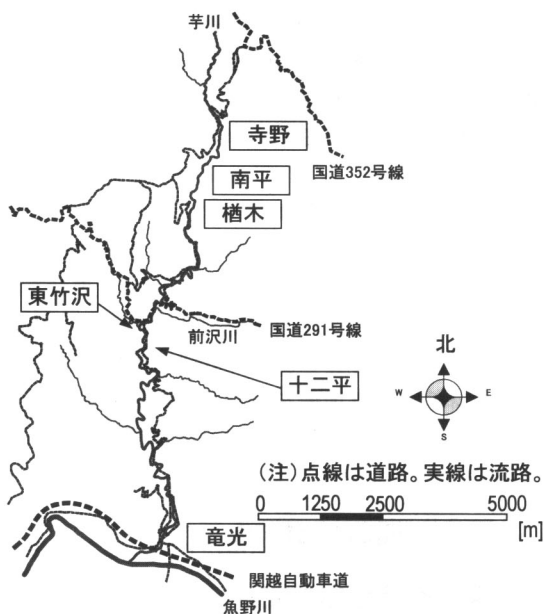 芋川
寺野
国道352号線
南平
楢木
東竹沢
前沢川
国道291号線
十二平
北
W
E
S
(注)点線は道路。実線は流路。
0 1250 2500 5000
[m]
竜光
関越自動車道
魚野川